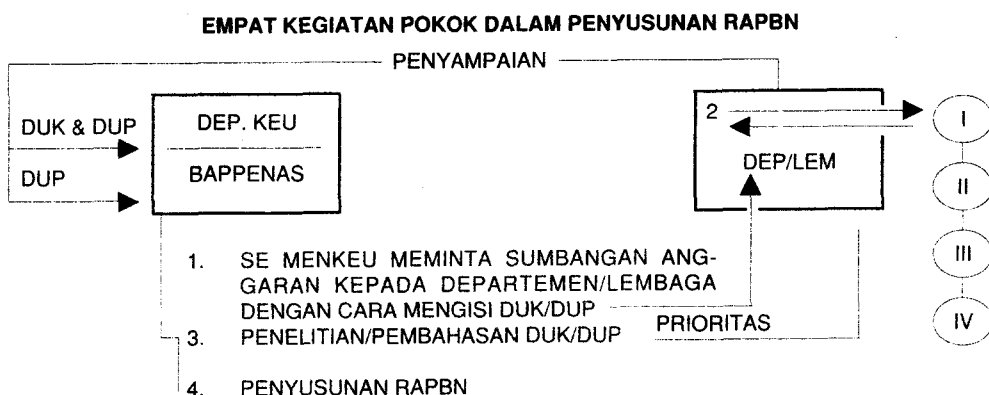 EMPAT KEGIATAN POKOK DALAM PENYUSUNAN RAPBN
PENYAMPAIAN
DUK & DUP
DUP
DEP. KEU
BAPPENAS
2
DEP/LEM
I
II
III
IV
1. SE MENKEU MEMINTA SUMBANGAN ANG-
GARAN KEPADA DEPARTEMEN/LEMBAGA
DENGAN CARA MENGISI DUK/DUP
3. PENELITIAN/PEMBAHASAN DUK/DUP
PRIORITAS
4. PENYUSUNAN RAPBN